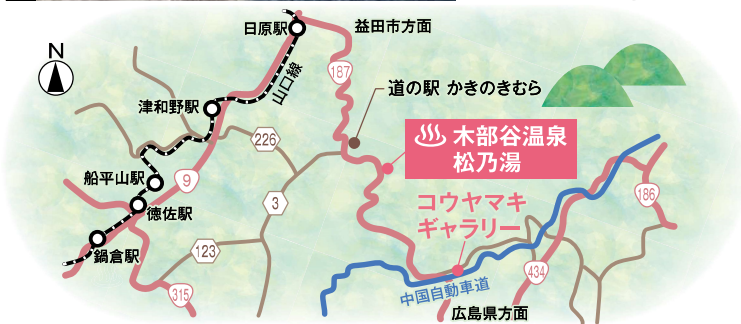 日原駅
益田市方面
N
187
山口線
道の駅 かきのきむら
津和野駅
226
木部谷温泉
松乃湯
船平山駅
9
186
徳佐駅
3
コウヤマキ
ギャラリー
鍋倉駅
123
434
315
中国自動車道
広島県方面